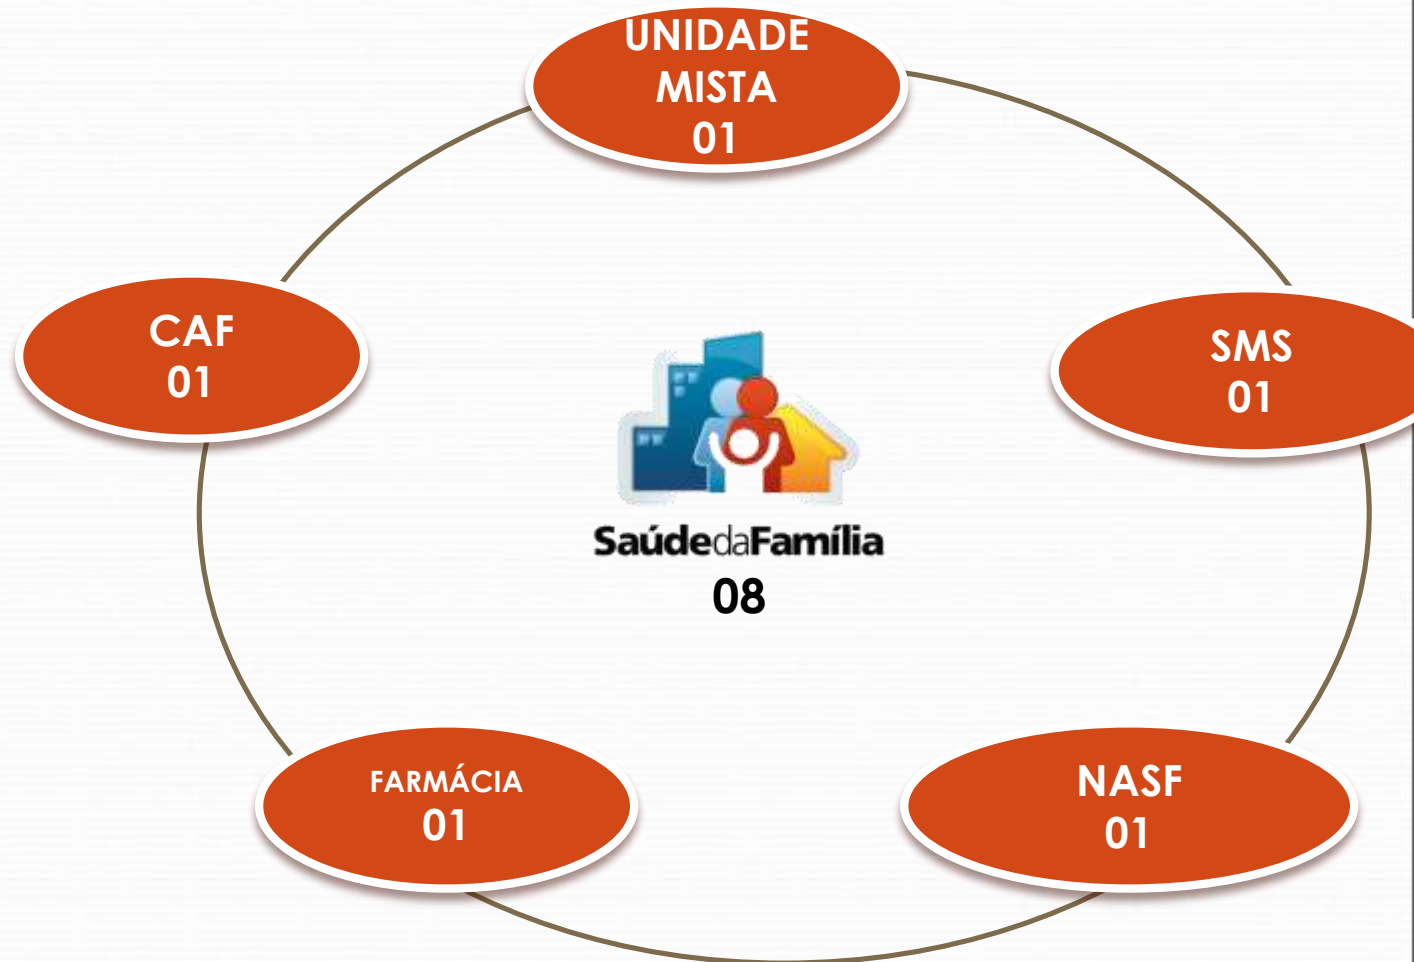 UNIDADE
MISTA
01
CAF
01
SMS
01
SaúdedaFamília
08
FARMÁCIA
01
NASF
01